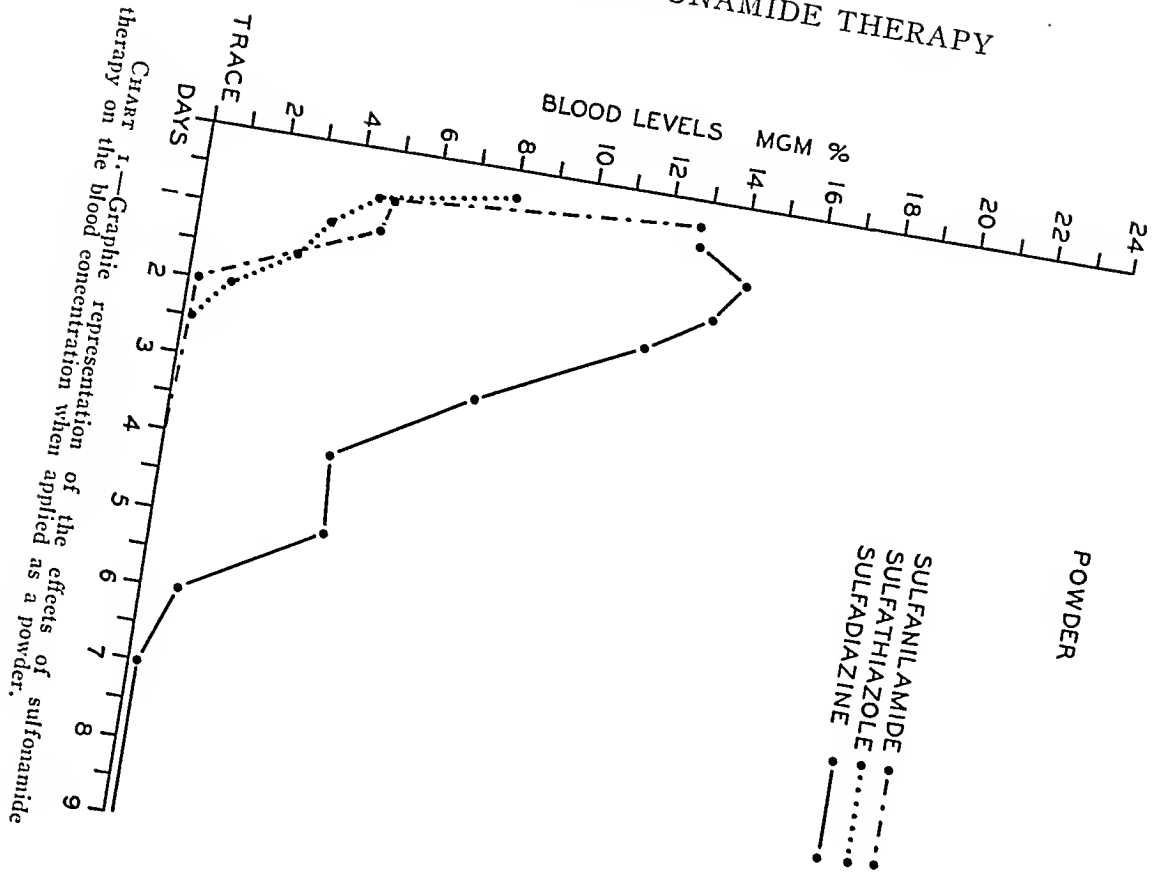 ONAMIDE THERAPY
POWDER
SULFANILAMIDE
SULFATHIAZOLE
SULFADIAZINE
BLOOD LEVELS MGM %
24
22
20
18
16
14
12
10
8
6
4
2
TRACE
DAYS 1 2 3 4 5 6 7 8 9
CHART 1.—Graphic representation of the effects of sulfonamide
therapy on the blood concentration when applied as a powder.